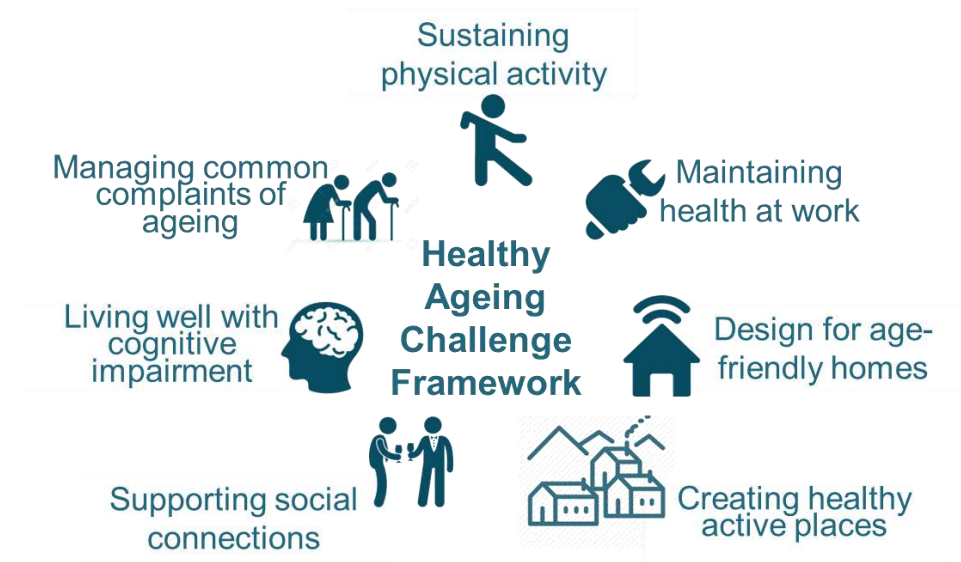 Sustaining
physical activity
Managing common
complaints of
ageing
Maintaining
health at work
Healthy
Ageing
Challenge
Framework
Living well with
cognitive
impairment
Design for age-
friendly homes
Supporting social
connections
Creating healthy
active places